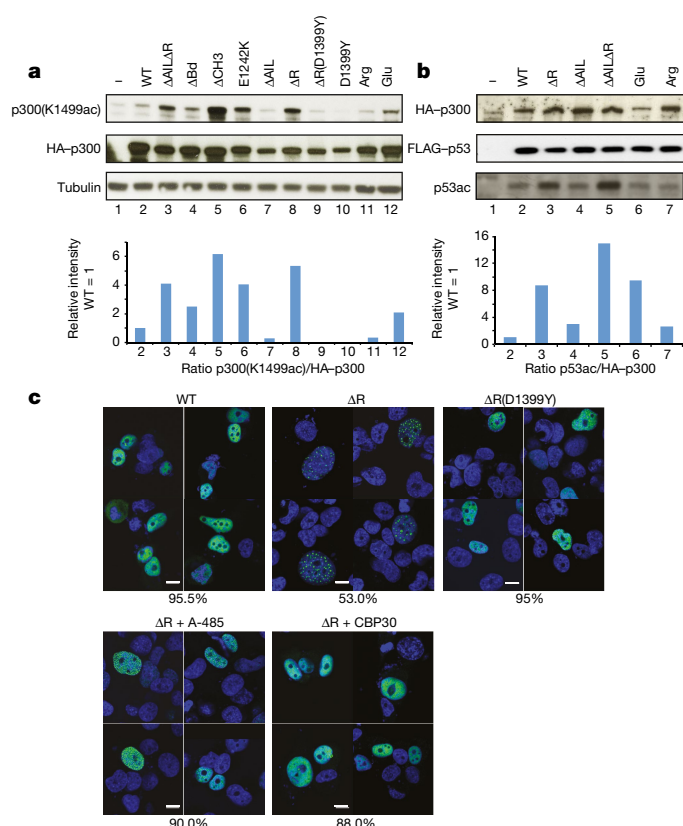 a
– WT ΔAILΔR ΔBd ΔCH3 E1242K ΔAIL ΔR ΔR(D1399Y) D1399Y Arg Glu
p300(K1499ac)
HA–p300
Tubulin
1 2 3 4 5 6 7 8 9 10 11 12
Relative intensity
WT = 1
6
4
2
0
2 3 4 5 6 7 8 9 10 11 12
Ratio p300(K1499ac)/HA–p300
b
– WT ΔR ΔAIL ΔAILΔR Glu Arg
HA–p300
FLAG–p53
p53ac
1 2 3 4 5 6 7
Relative intensity
WT = 1
16
12
8
4
0
2 3 4 5 6 7
Ratio p53ac/HA–p300
c
WT ΔR ΔR(D1399Y)
95.5% 53.0% 95%
ΔR + A-485 ΔR + CBP30
90.0% 88.0%